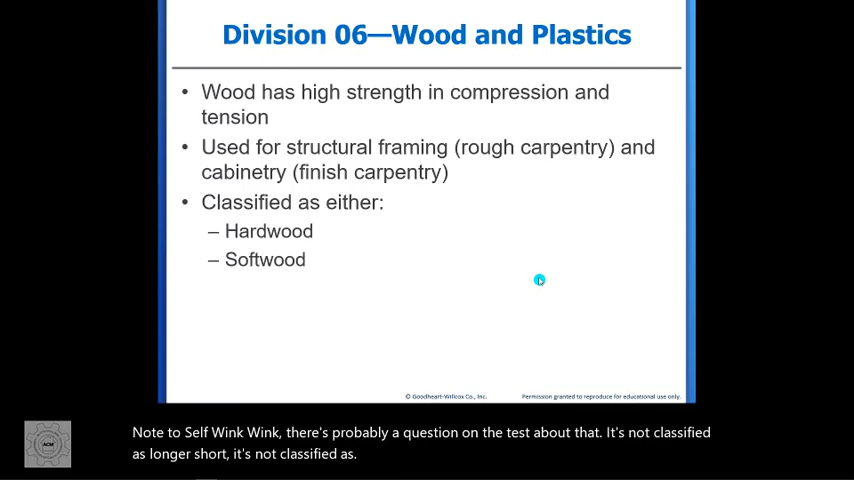 Division 06—Wood and Plastics
• Wood has high strength in compression and
tension
• Used for structural framing (rough carpentry) and
cabinetry (finish carpentry)
• Classified as either:
– Hardwood
– Softwood
© Goodheart-Willcox Co., Inc. Permission granted to reproduce for educational use only.
ACM
Note to Self Wink Wink, there's probably a question on the test about that. It's not classified
as longer short, it's not classified as.